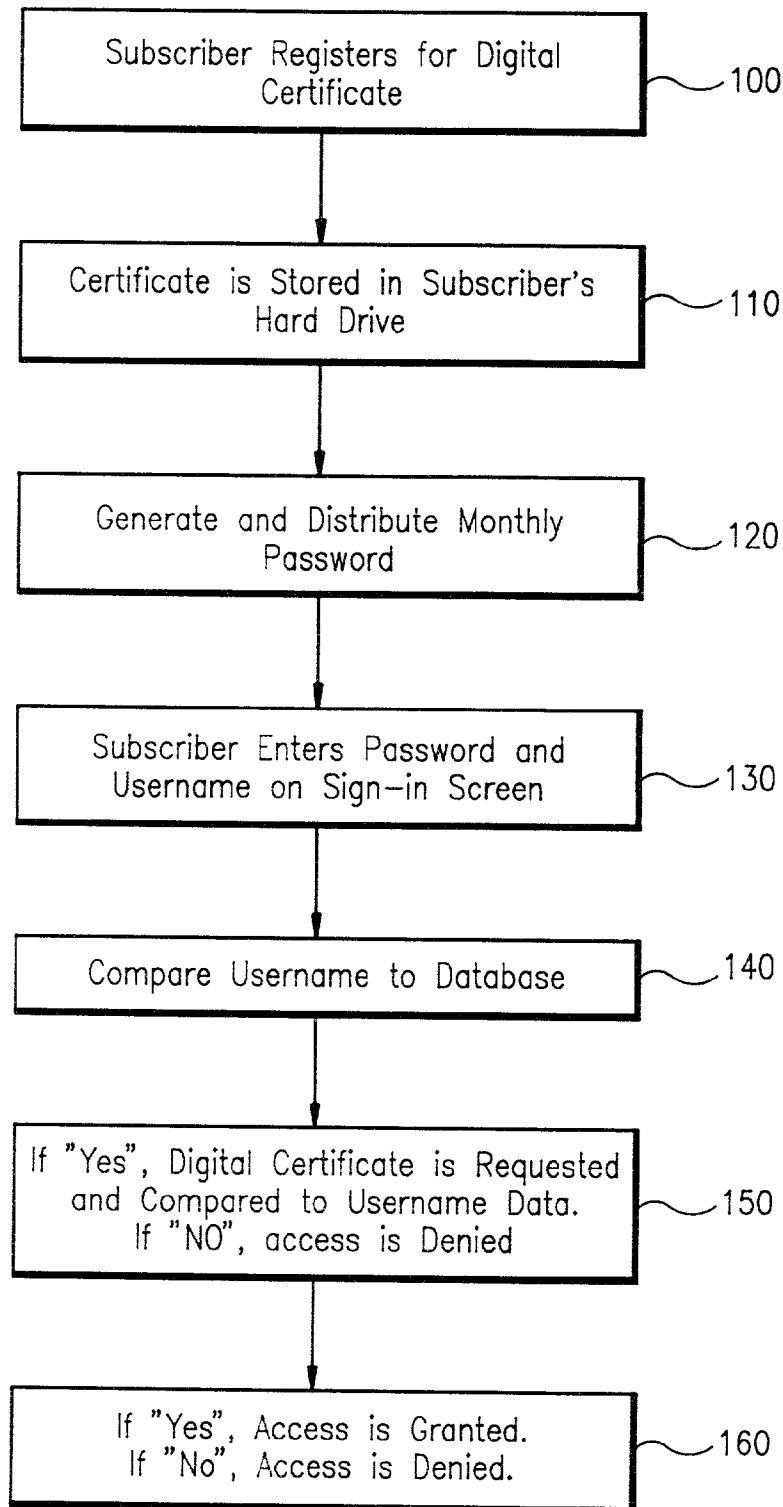 Subscriber Registers for Digital
Certificate
100
Certificate is Stored in Subscriber's
Hard Drive
110
Generate and Distribute Monthly
Password
120
Subscriber Enters Password and
Username on Sign-in Screen
130
Compare Username to Database
140
If "Yes", Digital Certificate is Requested
and Compared to Username Data.
If "NO", access is Denied
150
If "Yes", Access is Granted.
If "No", Access is Denied.
160